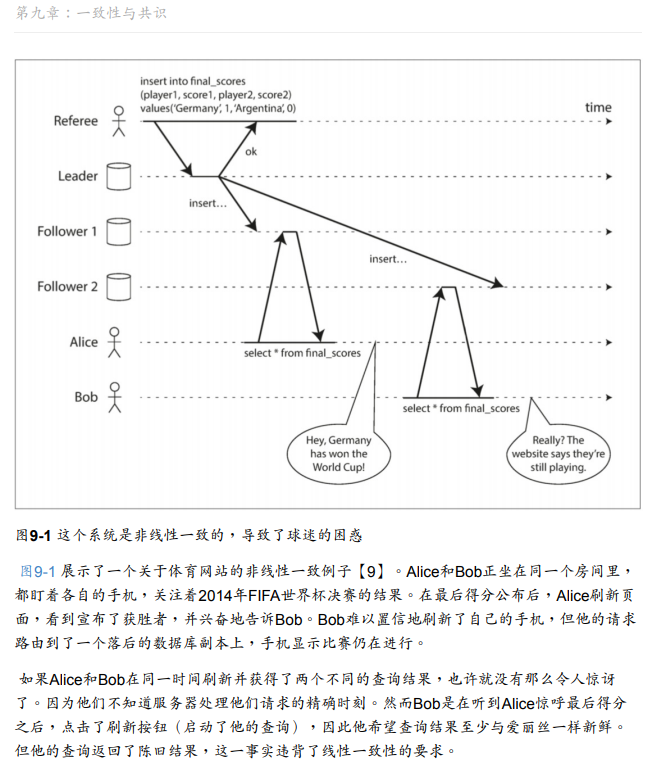 第九章：一致性与共识
insert into final_scores
(player1, score1, player2, score2)
values('Germany', 1, 'Argentina', 0)
time
Referee
ok
Leader
insert...
Follower 1
insert...
Follower 2
Alice
select * from final_scores
Bob
select * from final_scores
Hey, Germany
has won the
World Cup!
Really? The
website says they're
still playing.
图9-1 这个系统是非线性一致的，导致了球迷的困惑
图9-1 展示了一个关于体育网站的非线性一致例子【9】。Alice和Bob正坐在同一个房间里，
都盯着各自的手机，关注着2014年FIFA世界杯决赛的结果。在最后得分公布后，Alice刷新页
面，看到宣布了获胜者，并兴奋地告诉Bob。Bob难以置信地刷新了自己的手机，但他的请求
路由到了一个落后的数据库副本上，手机显示比赛仍在进行。
如果Alice和Bob在同一时间刷新并获得了两个不同的查询结果，也许就没有那么令人惊讶
了。因为他们不知道服务器处理他们请求的精确时刻。然而Bob是在听到Alice惊呼最后得分
之后，点击了刷新按钮（启动了他的查询），因此他希望查询结果至少与爱丽丝一样新鲜。
但他的查询返回了陈旧结果，这一事实违背了线性一致性的要求。